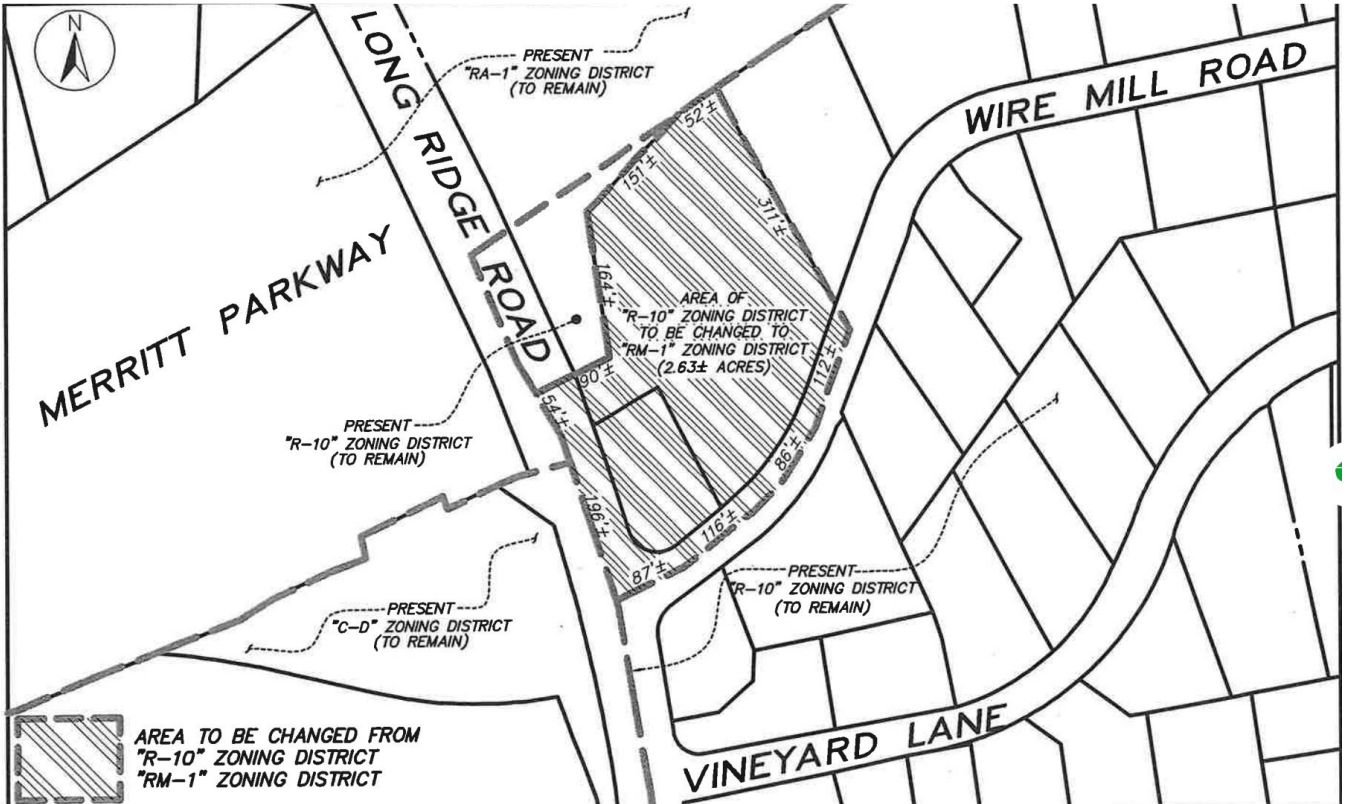 N
LONG RIDGE ROAD
PRESENT
"RA-1" ZONING DISTRICT
(TO REMAIN)
WIRE MILL ROAD
MERRITT PARKWAY
52'±
151'±
311'±
164'±
AREA OF
"R-10" ZONING DISTRICT
TO BE CHANGED TO
"RM-1" ZONING DISTRICT
(2.63± ACRES)
90'±
112'±
54'±
PRESENT
"R-10" ZONING DISTRICT
(TO REMAIN)
86'±
196'±
116'±
87'±
PRESENT
"R-10" ZONING DISTRICT
(TO REMAIN)
PRESENT
"C-D" ZONING DISTRICT
(TO REMAIN)
VINEYARD LANE
AREA TO BE CHANGED FROM
"R-10" ZONING DISTRICT
"RM-1" ZONING DISTRICT